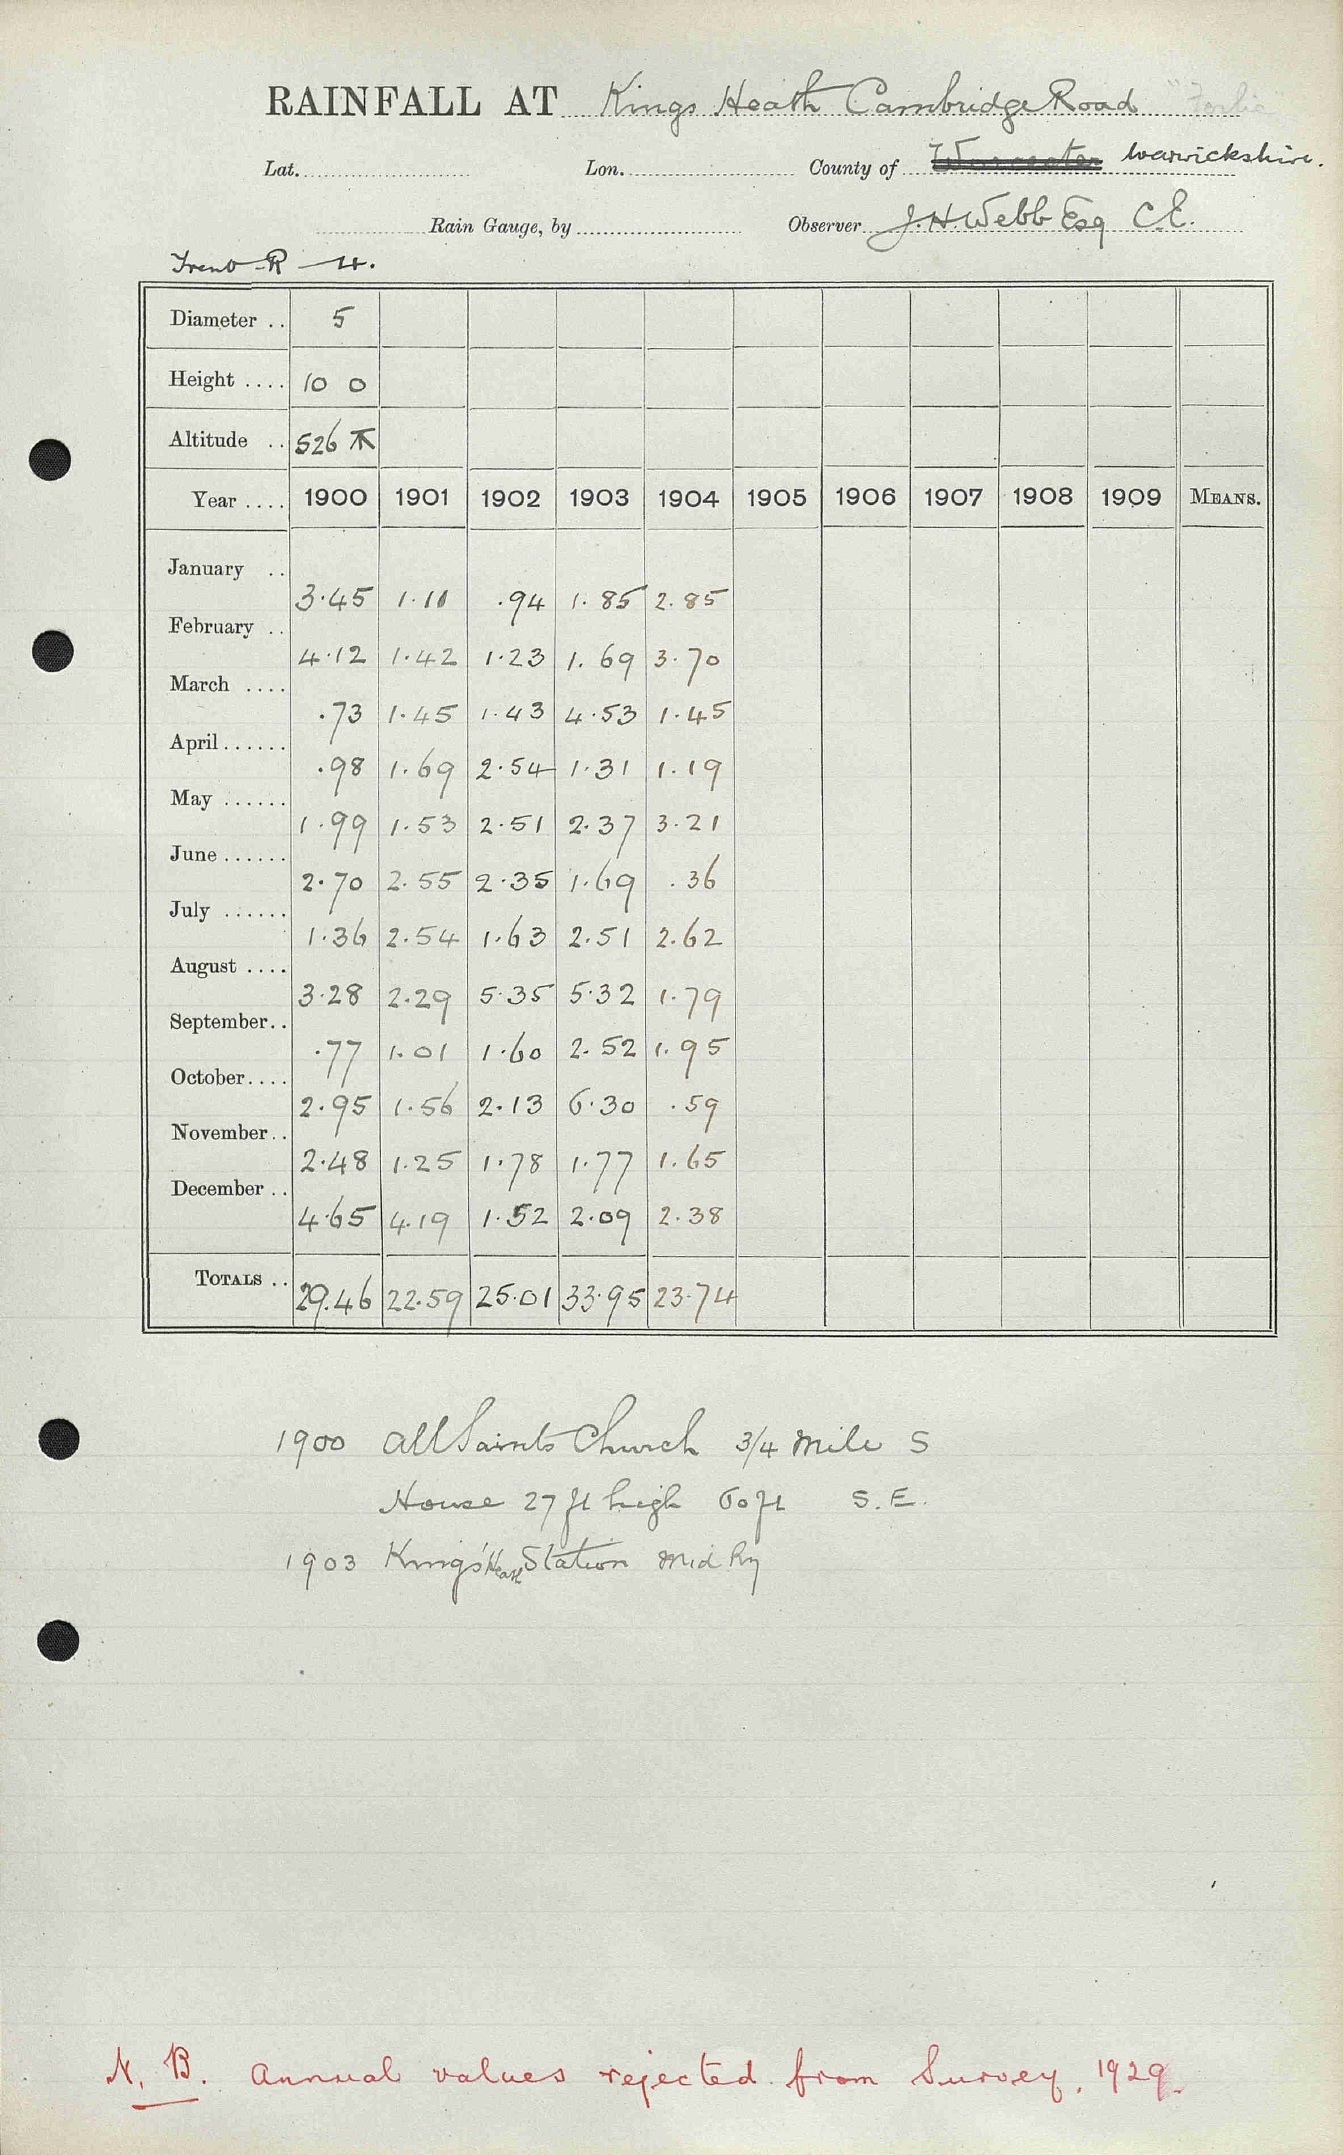 RAINFALL AT Kings Heath Cambridge Road
Lat. Lon. County of Worcester Warwickshire.
Rain Gauge, by Observer J. H. Webb Esq C.E.
Trent R 4.
Diameter .. 5
Height .... 10 0
Altitude .. 526
Year .... 1900 1901 1902 1903 1904 1905 1906 1907 1908 1909 MEANS.
January .. 3.45 1.11 .94 1.85 2.85
February .. 4.12 1.42 1.23 1.69 3.70
March .... .73 1.45 1.43 4.53 1.45
April ...... .98 1.69 2.54 1.31 1.19
May ...... 1.99 1.53 2.51 2.37 3.21
June ...... 2.70 2.55 2.35 1.69 .36
July ...... 1.36 2.54 1.63 2.51 2.62
August .... 3.28 2.29 5.35 5.32 1.79
September.. .77 1.01 1.60 2.52 1.95
October.... 2.95 1.56 2.13 6.30 .59
November.. 2.48 1.25 1.78 1.77 1.65
December .. 4.65 4.19 1.52 2.09 2.38
TOTALS .. 29.46 22.59 25.01 33.95 23.74
1900 All Saints Church 3/4 mile S
House 27 ft high 60 ft S.E.
1903 King's Heath Station Mid Ry
N.B. Annual values rejected from Survey, 1929.